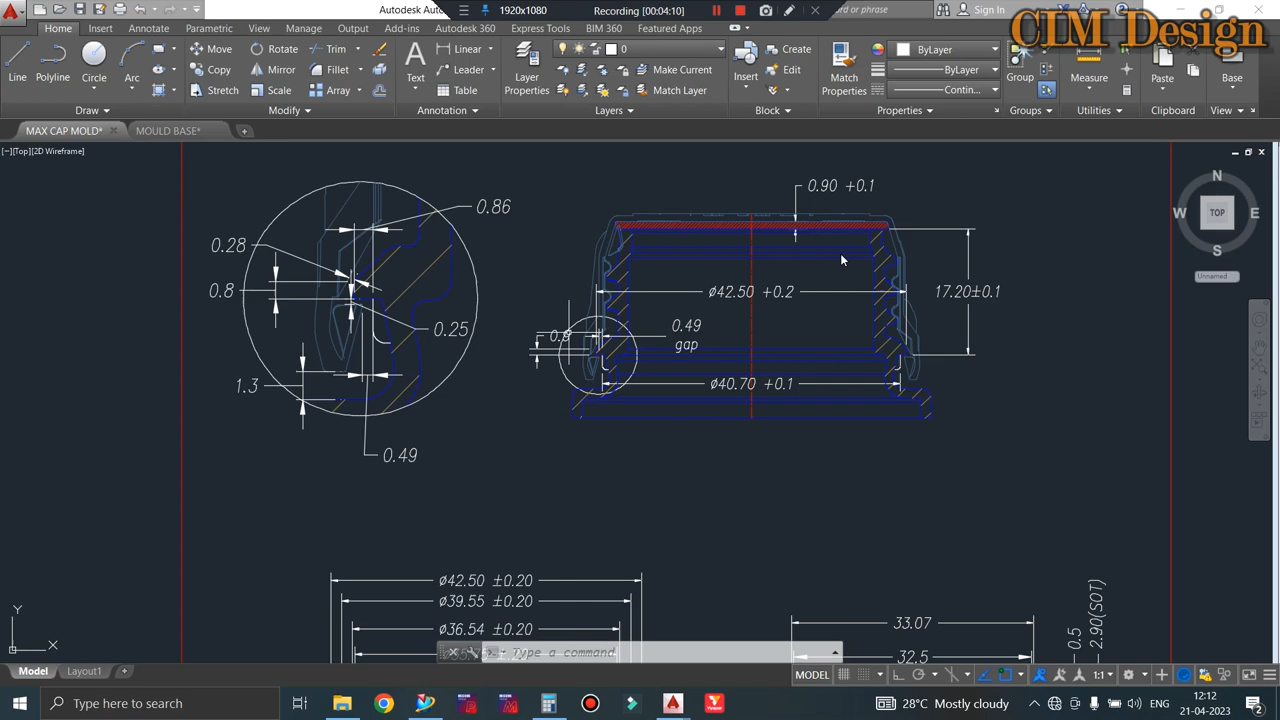 Autodesk Aut
1920x1080
Recording [00:04:10]
or phrase
Sign In
CIM Design
Home Insert Annotate Parametric View Manage Output Add-ins Autodesk 360 Express Tools BIM 360 Featured Apps
Line
Polyline
Circle
Arc
Move
Rotate
Trim
Copy
Mirror
Fillet
Stretch
Scale
Array
Text
Linear
Leader
Table
Layer
Properties
0
Make Current
Match Layer
Insert
Create
Edit
Match
Properties
ByLayer
ByLayer
Contin...
Group
Measure
Paste
Base
Draw Modify Annotation Layers Block Properties Groups Utilities Clipboard View
MAX CAP MOLD* MOULD BASE*
[−][Top][2D Wireframe]
N
W TOP E
S
Unnamed
0.86
0.28
0.8
0.25
1.3
0.49
0.90 +0.1
ø42.50 +0.2
17.20±0.1
0.49
gap
ø40.70 +0.1
ø42.50 ±0.20
ø39.55 ±0.20
ø36.54 ±0.20
33.07
32.5
0.5
2.90(SOT)
Y
X
Type a command
Model Layout1
MODEL
1:1
Type here to search
28°C Mostly cloudy
ENG
12:12
21-04-2023
2